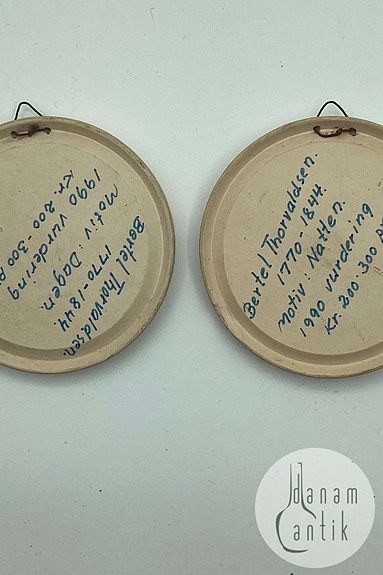 Bertel Thorvaldsen.
1770-1844.
Motiv: Dagen.
1990 vurdering
Kr. 200-300
Bertel Thorvaldsen.
1770-1844.
Motiv: Natten.
1990 vurdering
Kr. 200-300
danam
antik